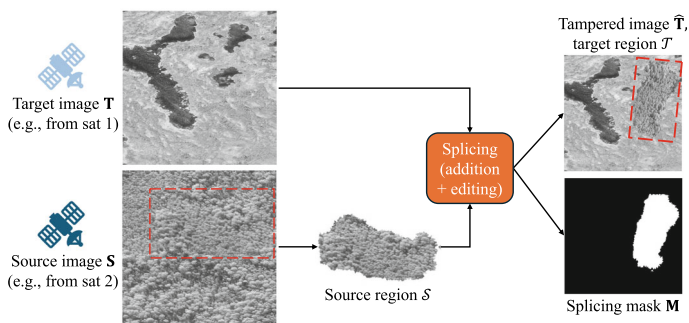 Target image T
(e.g., from sat 1)
Source image S
(e.g., from sat 2)
Source region 𝒮
Splicing
(addition
+ editing)
Tampered image T̂,
target region 𝒯
Splicing mask M